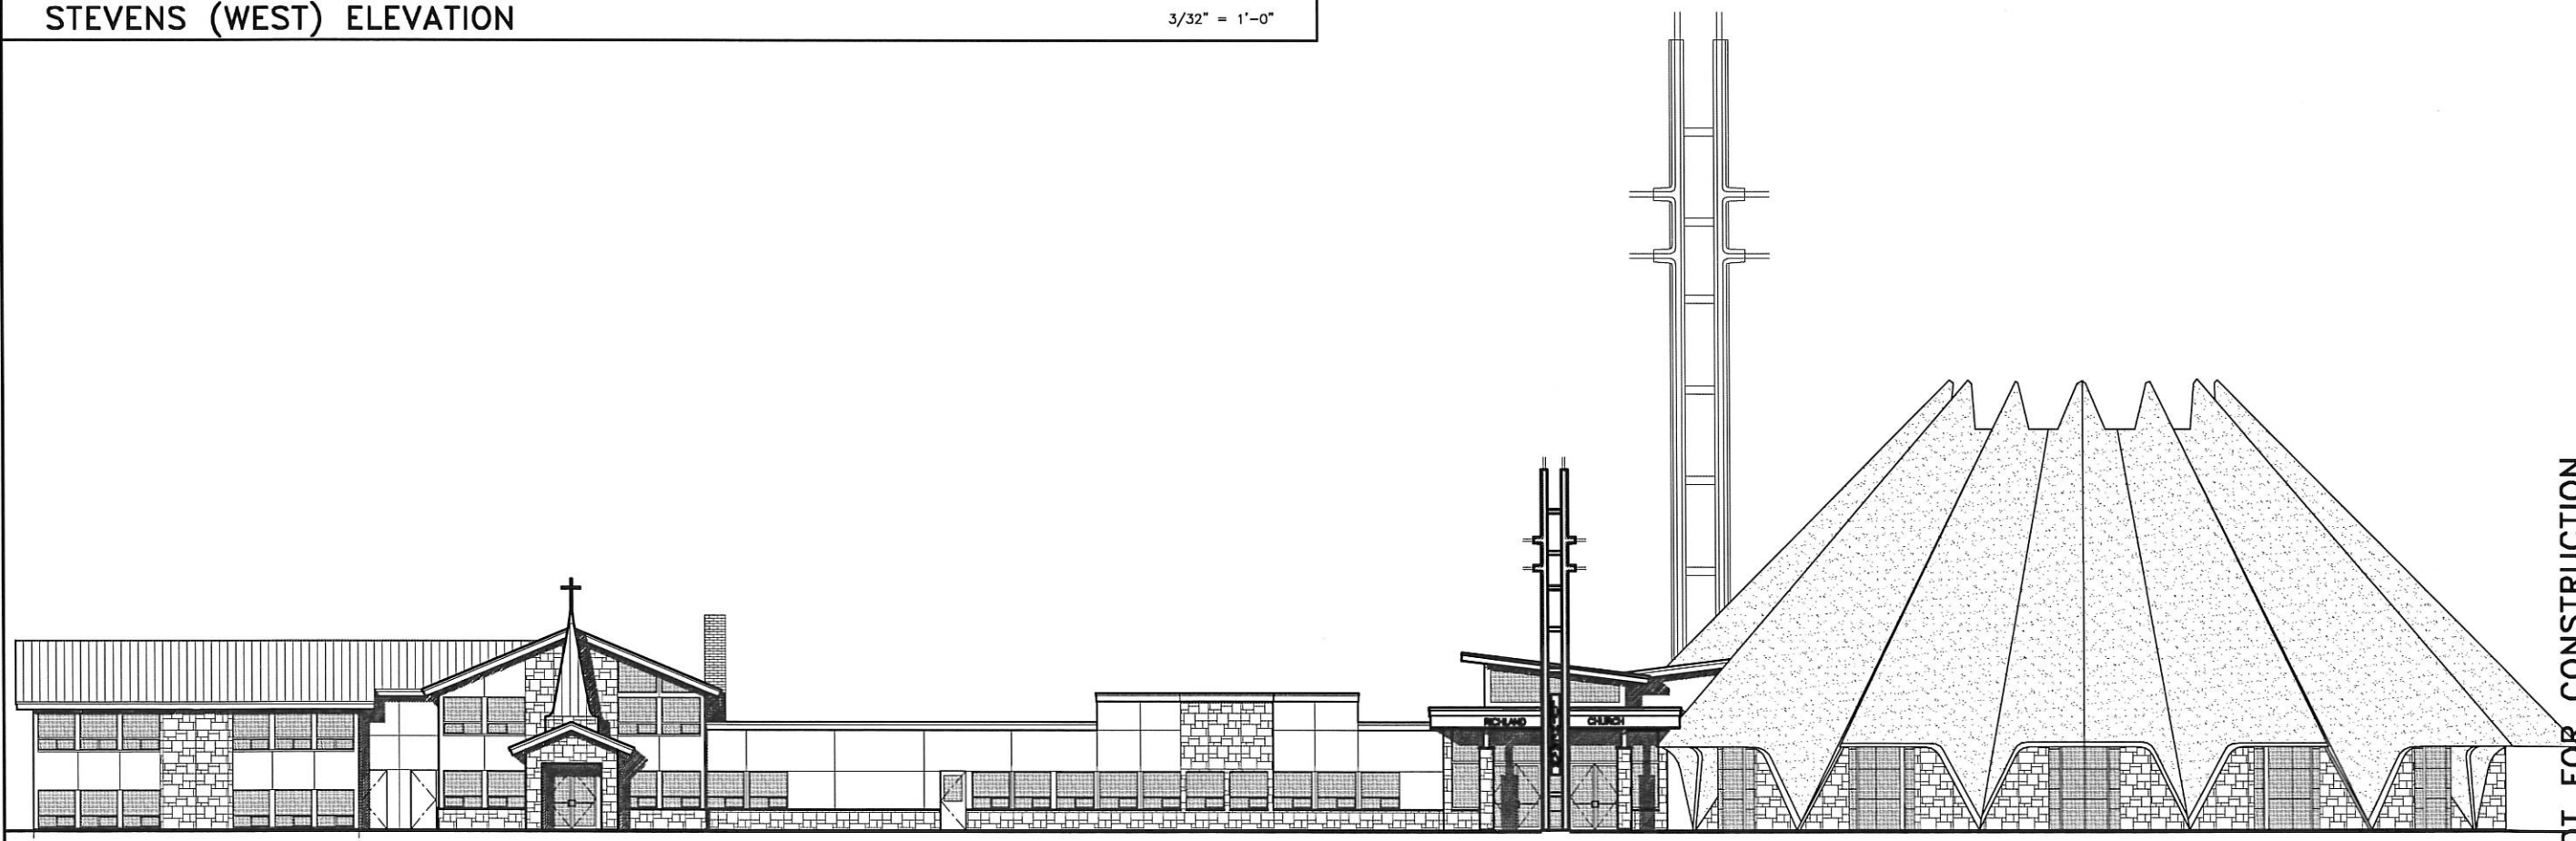 STEVENS (WEST) ELEVATION
3/32" = 1'-0"
RICHLAND CHURCH
FOR CONSTRUCTION